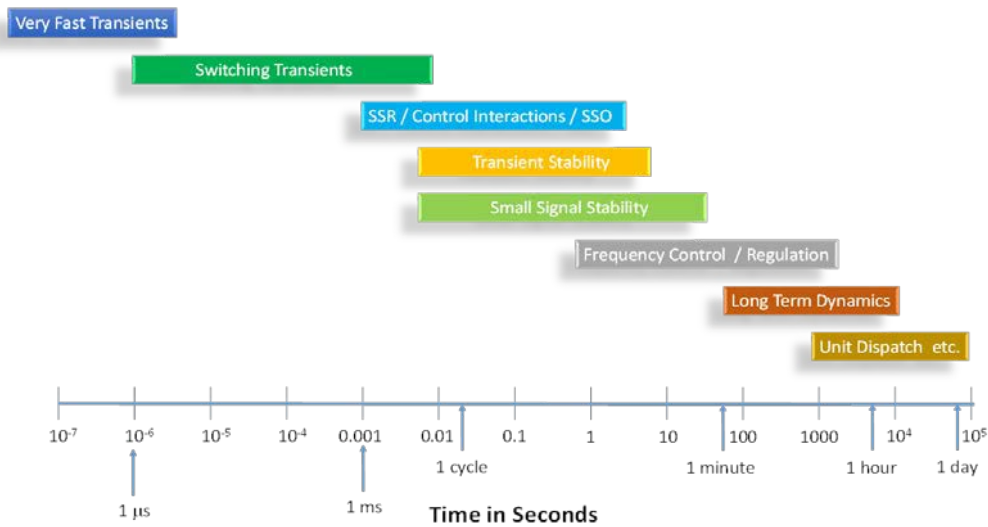 Very Fast Transients
Switching Transients
SSR / Control Interactions / SSO
Transient Stability
Small Signal Stability
Frequency Control / Regulation
Long Term Dynamics
Unit Dispatch etc.
10⁻⁷ 10⁻⁶ 10⁻⁵ 10⁻⁴ 0.001 0.01 0.1 1 10 100 1000 10⁴ 10⁵
1 cycle 1 minute 1 hour 1 day
1 µs 1 ms
Time in Seconds